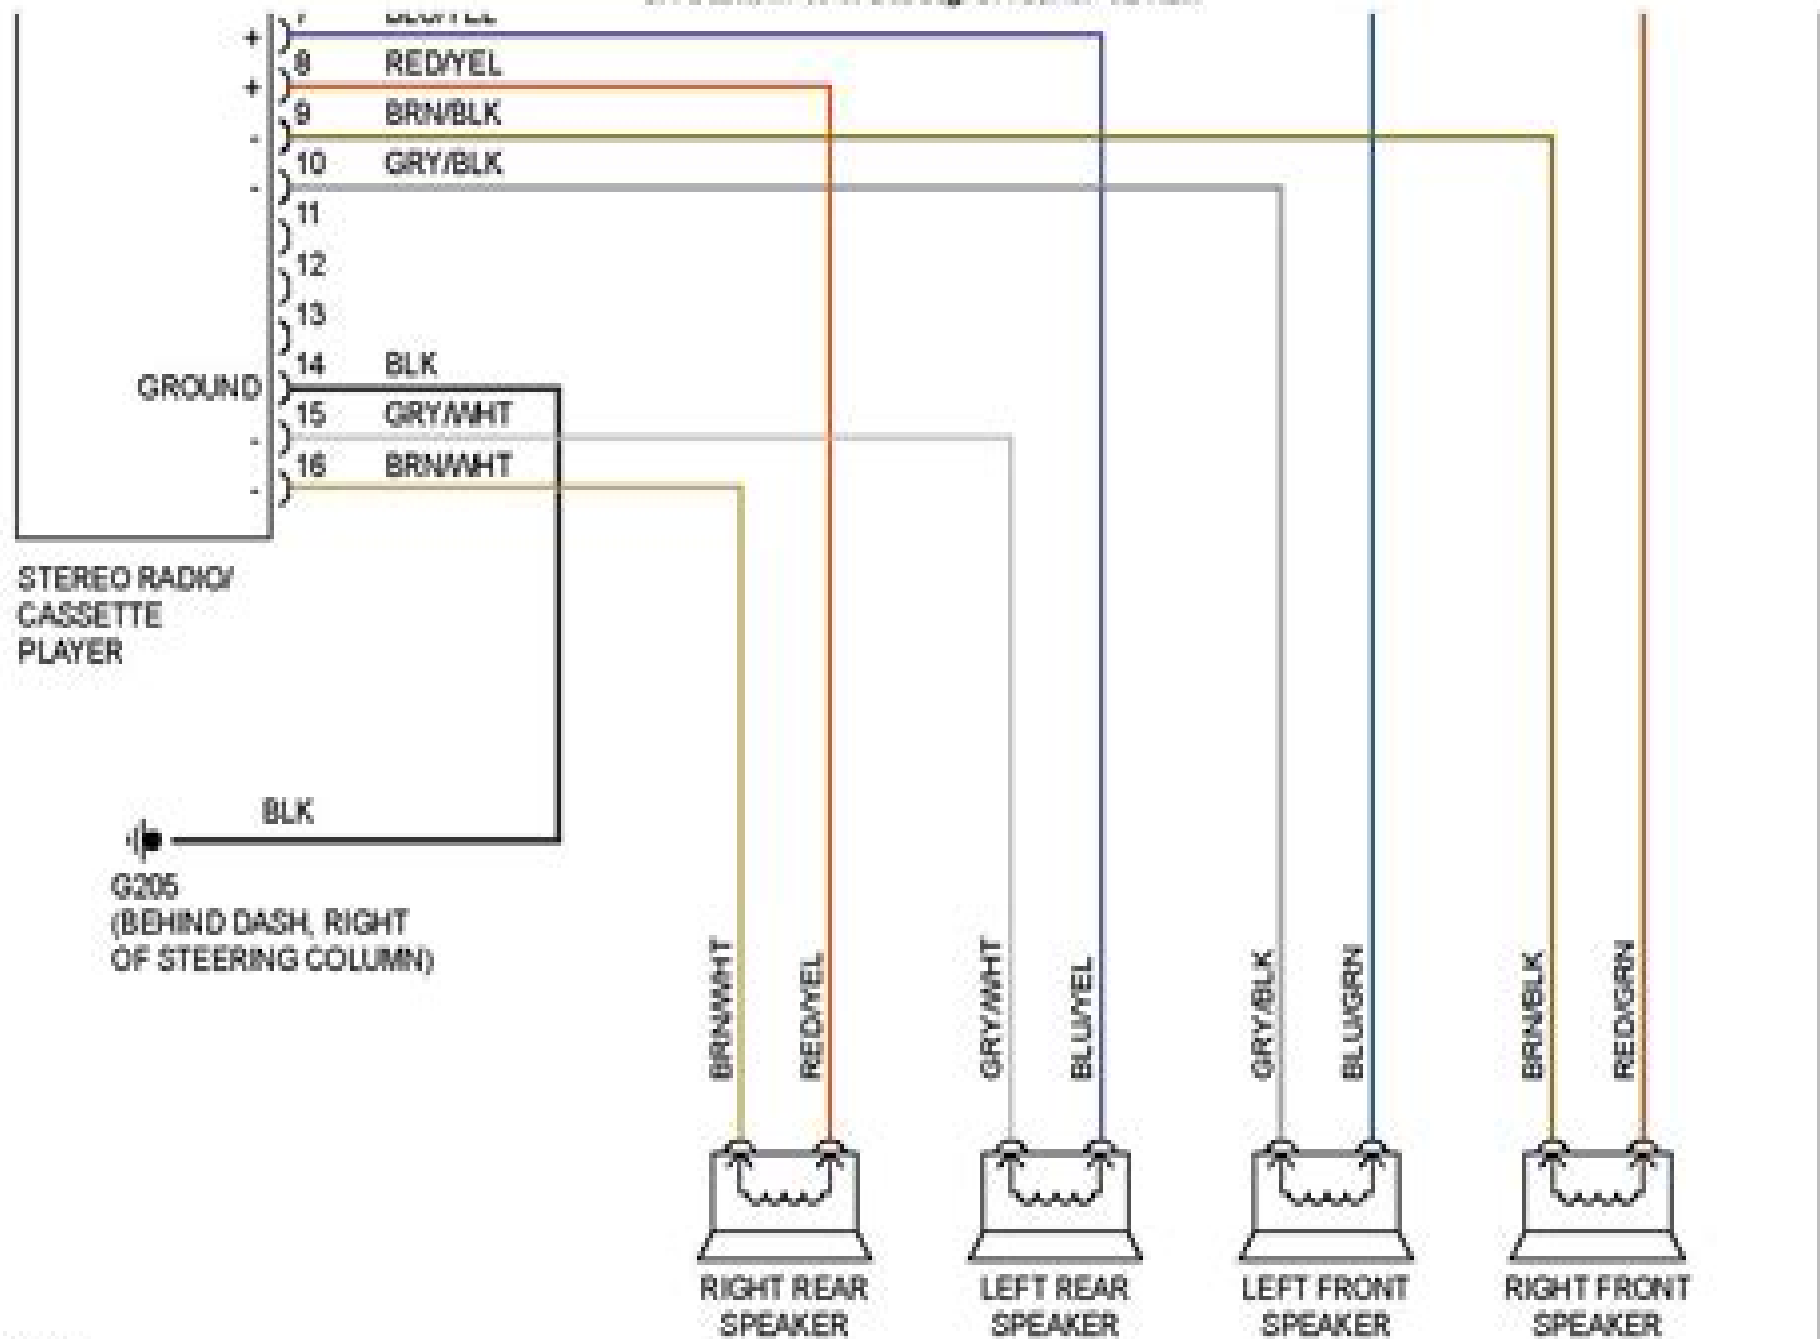 +
8 RED/YEL
+
9 BRN/BLK
-
10 GRY/BLK
-
11
12
13
14 BLK
GROUND
15 GRY/WHT
-
16 BRN/WHT
-
STEREO RADIO/
CASSETTE
PLAYER
BLK
G205
(BEHIND DASH, RIGHT
OF STEERING COLUMN)
BRN/WHT
RED/YEL
GRY/WHT
BLU/YEL
GRY/BLK
BLU/GRN
BRN/BLK
RED/GRN
RIGHT REAR
SPEAKER
LEFT REAR
SPEAKER
LEFT FRONT
SPEAKER
RIGHT FRONT
SPEAKER